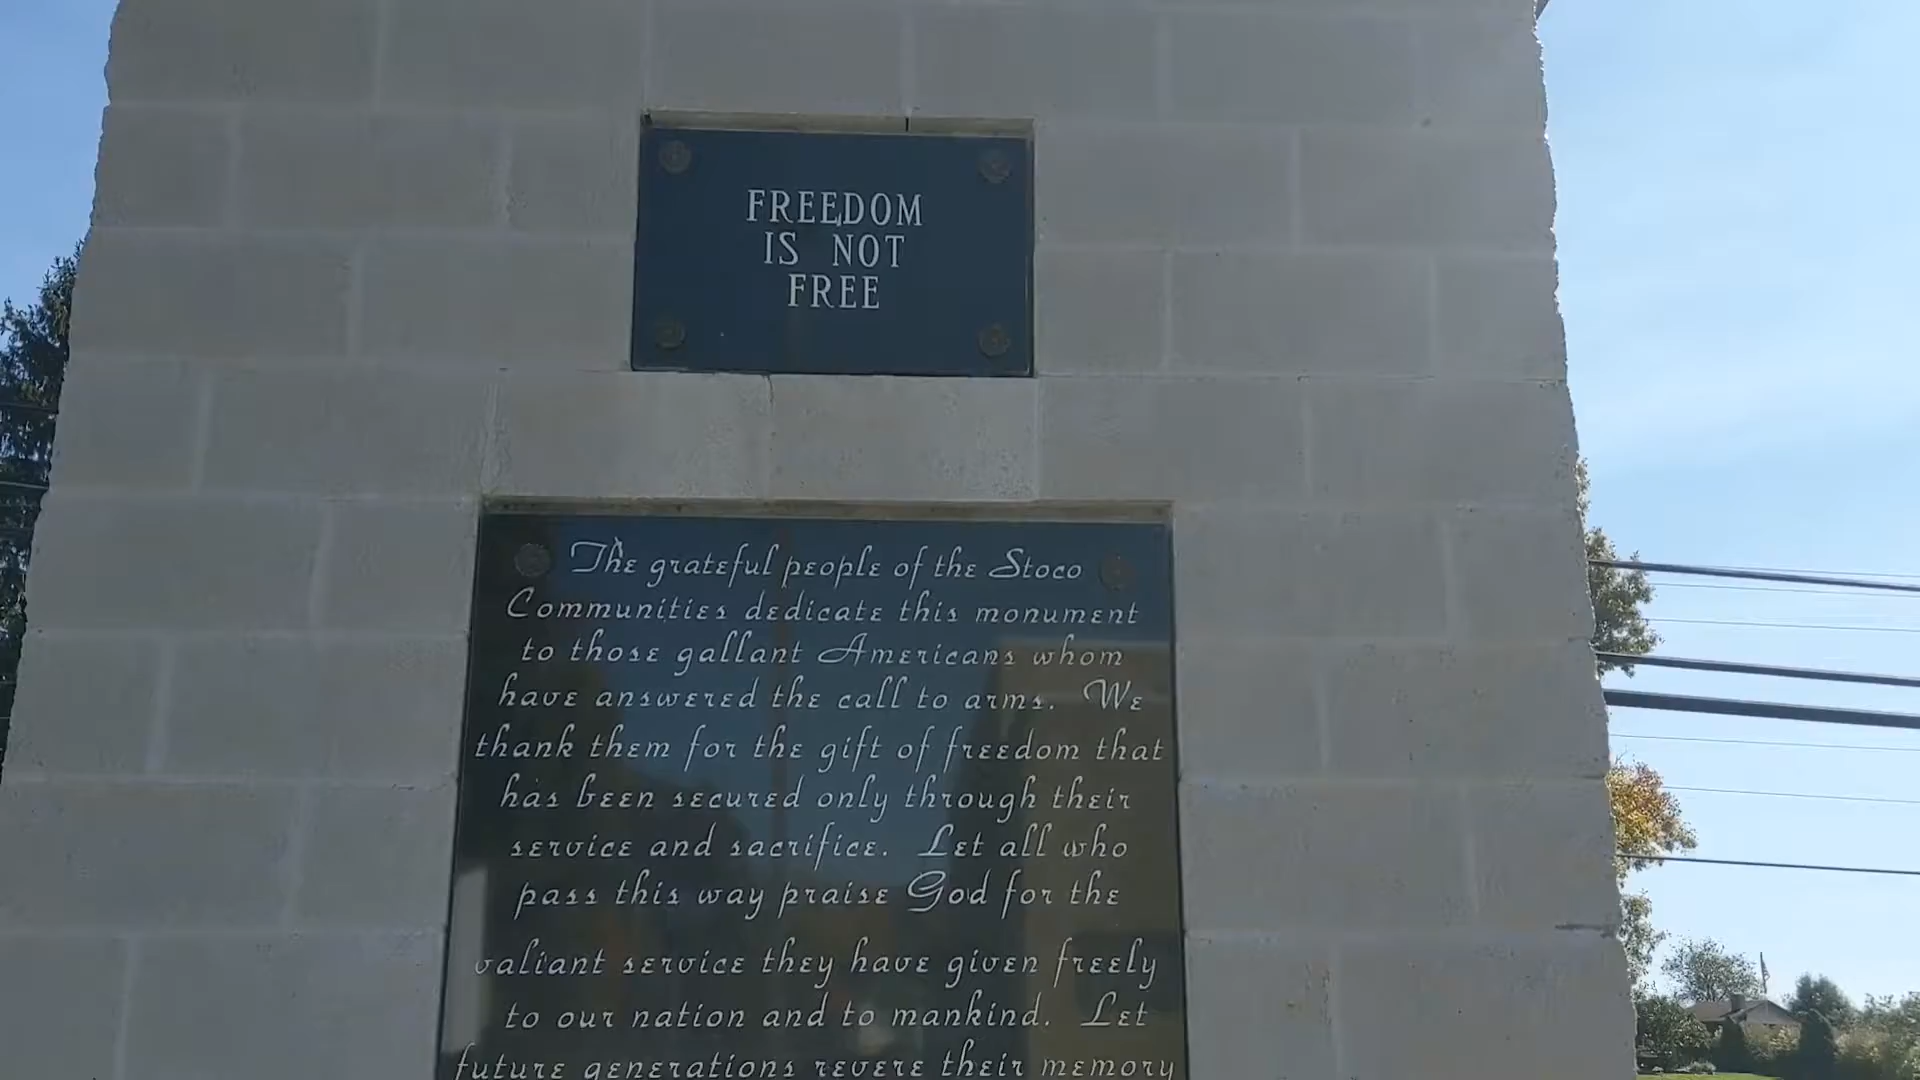 FREEDOM
IS NOT
FREE
The grateful people of the Stoco
Communities dedicate this monument
to those gallant Americans whom
have answered the call to arms. We
thank them for the gift of freedom that
has been secured only through their
service and sacrifice. Let all who
pass this way praise God for the
valiant service they have given freely
to our nation and to mankind. Let
future generations revere their memory